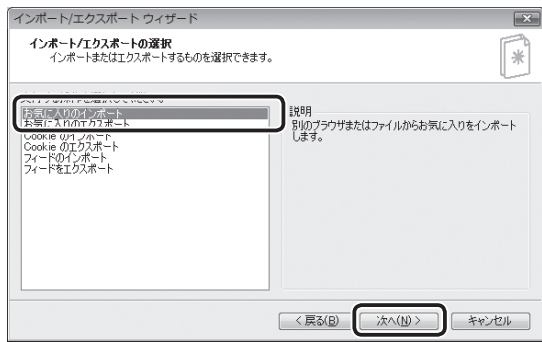 インポート/エクスポート ウィザード
インポート/エクスポートの選択
インポートまたはエクスポートするものを選択できます。
お気に入りのインポート
お気に入りのエクスポート
Cookie のインポート
Cookie のエクスポート
フィードのインポート
フィードをエクスポート
説明
別のブラウザまたはファイルからお気に入りをインポート
します。
< 戻る(B)
次へ(N) >
キャンセル